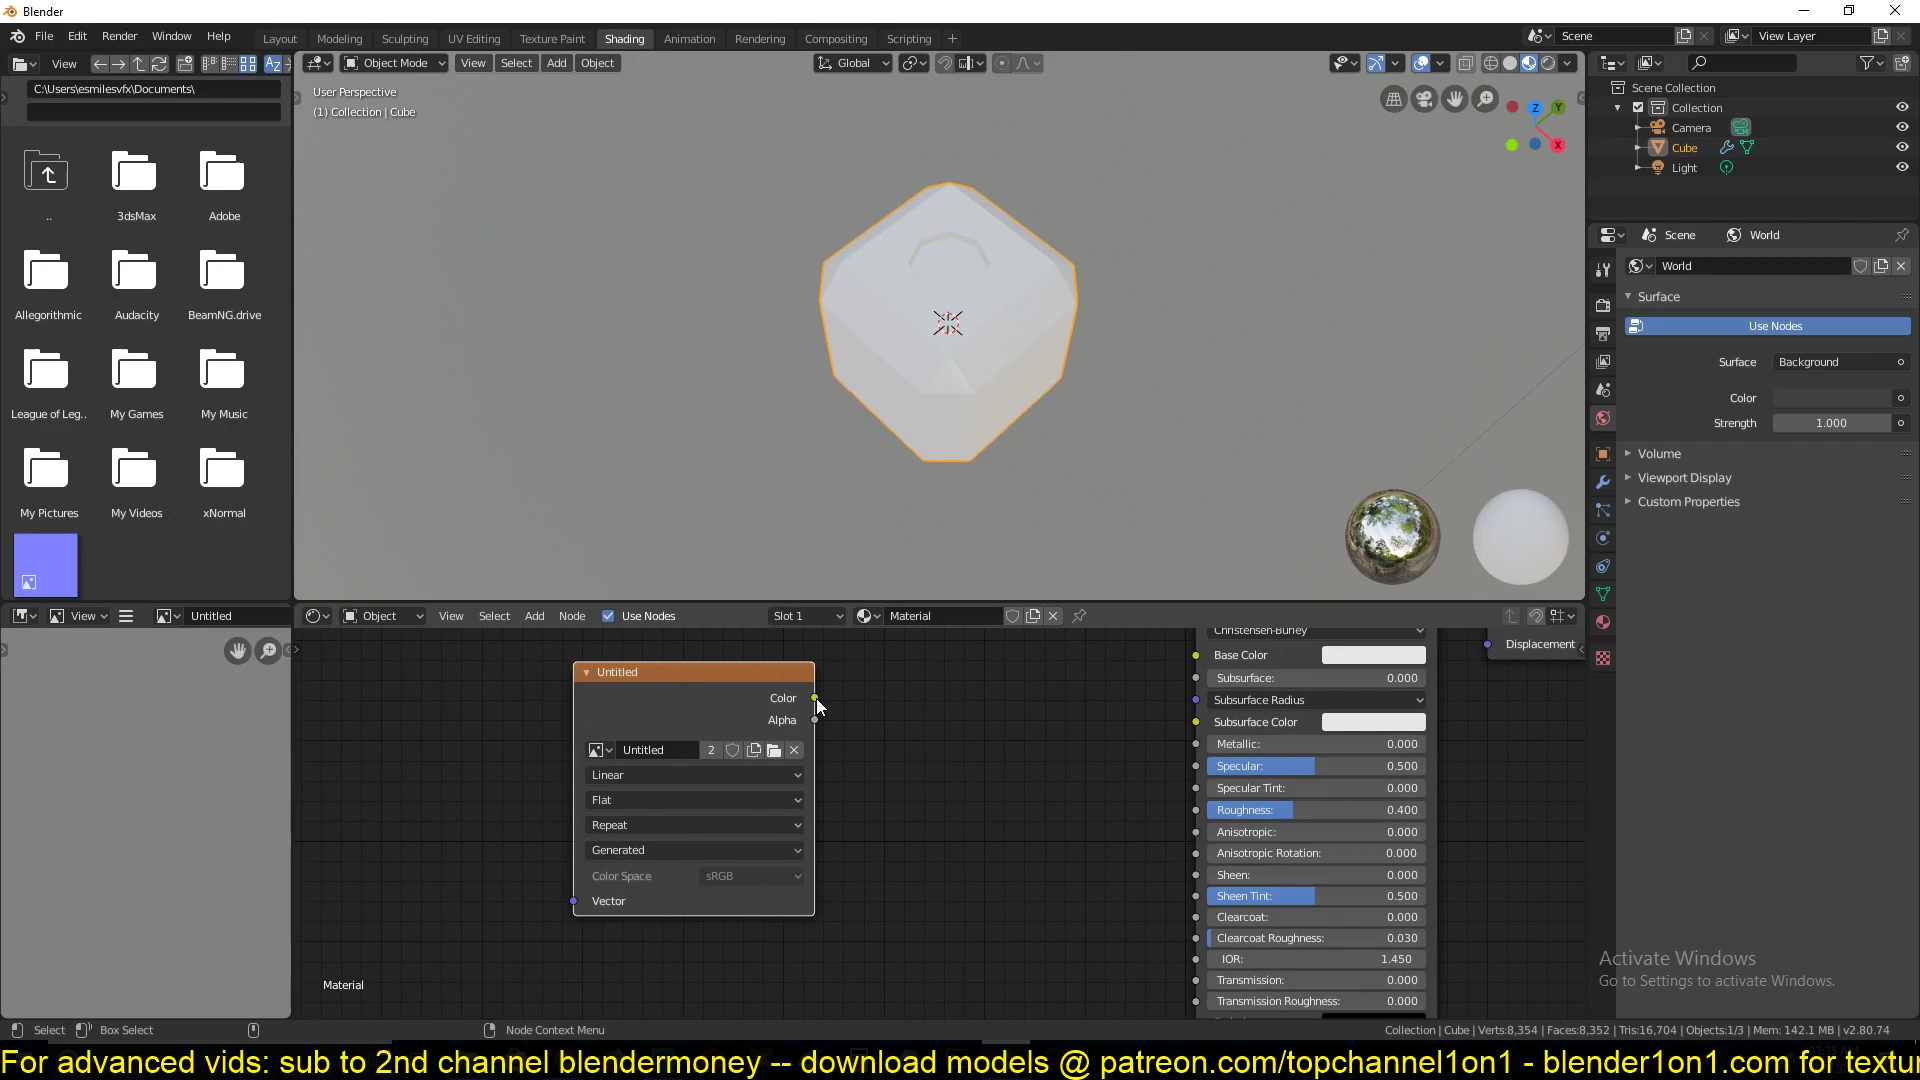 Blender
File Edit Render Window Help
Layout Modeling Sculpting UV Editing Texture Paint Shading Animation Rendering Compositing Scripting
Scene
View Layer
View
Object Mode View Select Add Object
Global
C:\Users\esmilesvfx\Documents\
User Perspective
(1) Collection | Cube
Z Y X
Scene Collection
Collection
Camera
Cube
Light
.. 3dsMax Adobe
Allegorithmic Audacity BeamNG.drive
League of Leg.. My Games My Music
My Pictures My Videos xNormal
Scene World
World
Surface
Use Nodes
Surface Background
Color
Strength 1.000
Volume
Viewport Display
Custom Properties
View Untitled
Object View Select Add Node Use Nodes Slot 1 Material
Untitled
Color
Alpha
Untitled 2
Linear
Flat
Repeat
Generated
Color Space sRGB
Vector
Material
Christensen-Burley
Base Color
Subsurface: 0.000
Subsurface Radius
Subsurface Color
Metallic: 0.000
Specular: 0.500
Specular Tint: 0.000
Roughness: 0.400
Anisotropic: 0.000
Anisotropic Rotation: 0.000
Sheen: 0.000
Sheen Tint: 0.500
Clearcoat: 0.000
Clearcoat Roughness: 0.030
IOR: 1.450
Transmission: 0.000
Transmission Roughness: 0.000
Displacement
Activate Windows
Go to Settings to activate Windows.
Select Box Select Node Context Menu
Collection | Cube | Verts:8,354 | Faces:8,352 | Tris:16,704 | Objects:1/3 | Mem: 142.1 MB | v2.80.74
For advanced vids: sub to 2nd channel blendermoney -- download models @ patreon.com/topchannel1on1 - blender1on1.com for textur